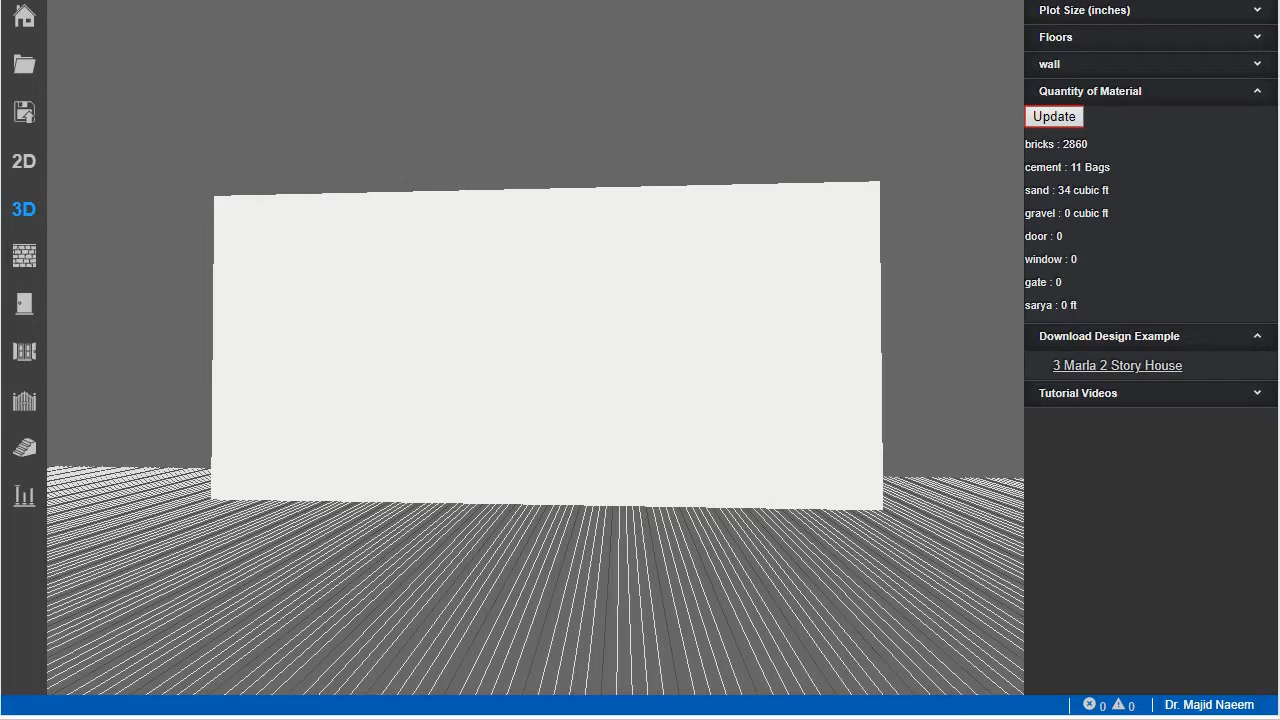 2D
3D
Plot Size (inches)
Floors
wall
Quantity of Material
Update
bricks : 2860
cement : 11 Bags
sand : 34 cubic ft
gravel : 0 cubic ft
door : 0
window : 0
gate : 0
sarya : 0 ft
Download Design Example
3 Marla 2 Story House
Tutorial Videos
0 0 Dr. Majid Naeem